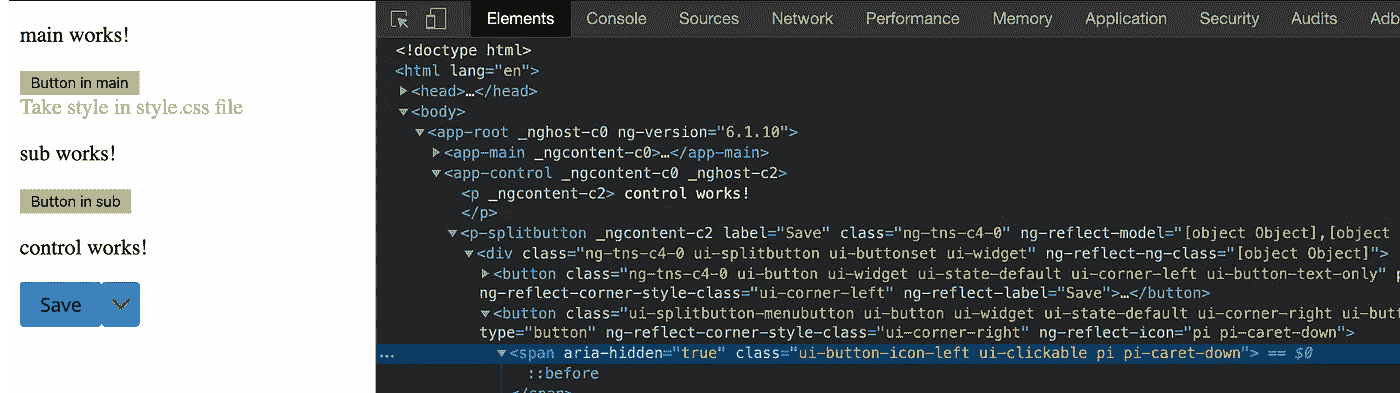 main works!
Button in main
Take style in style.css file
sub works!
Button in sub
control works!
Save
Elements Console Sources Network Performance Memory Application Security Audits Adb
<!doctype html>
<html lang="en">
<head>…</head>
<body>
<app-root _nghost-c0 ng-version="6.1.10">
<app-main _ngcontent-c0>…</app-main>
<app-control _ngcontent-c0 _nghost-c2>
<p _ngcontent-c2> control works!
</p>
<p-splitbutton _ngcontent-c2 label="Save" class="ng-tns-c4-0" ng-reflect-model="[object Object],[object
<div class="ng-tns-c4-0 ui-splitbutton ui-buttonset ui-widget" ng-reflect-ng-class="[object Object]">
<button class="ng-tns-c4-0 ui-button ui-widget ui-state-default ui-corner-left ui-button-text-only" p
ng-reflect-corner-style-class="ui-corner-left" ng-reflect-label="Save">…</button>
<button class="ui-splitbutton-menubutton ui-button ui-widget ui-state-default ui-corner-right ui-butt
type="button" ng-reflect-corner-style-class="ui-corner-right" ng-reflect-icon="pi pi-caret-down">
… <span aria-hidden="true" class="ui-button-icon-left ui-clickable pi pi-caret-down"> == $0
::before
</span>